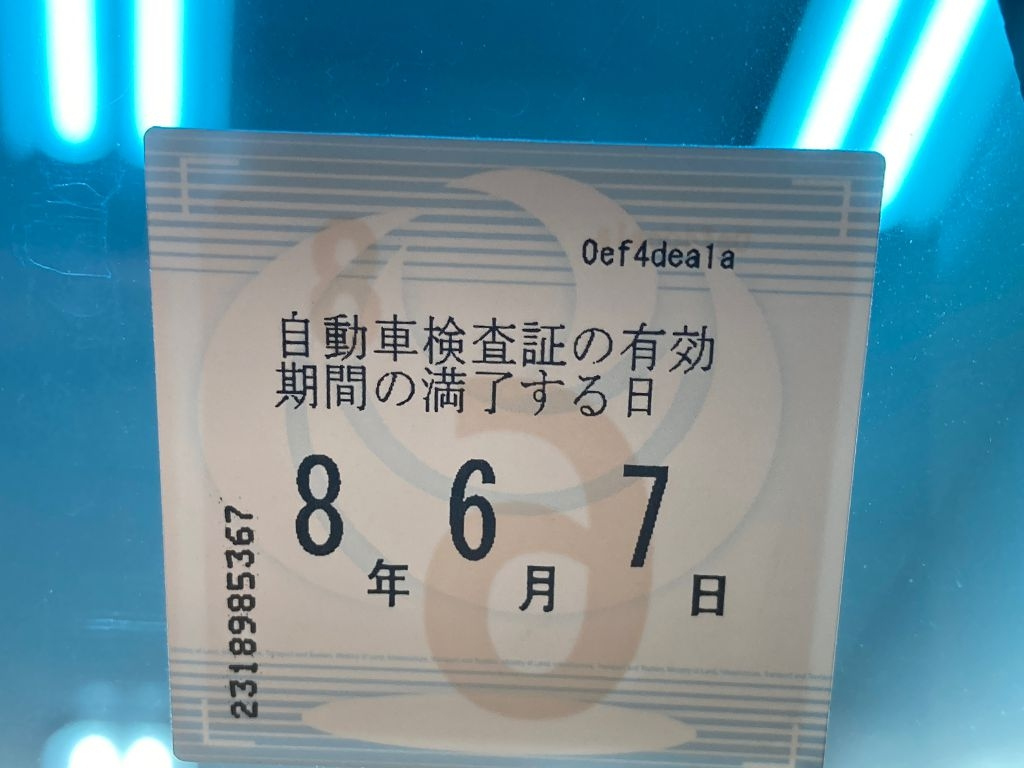 0ef4dea1a
自動車検査証の有効
期間の満了する日
8年 6月 7日
2318985367